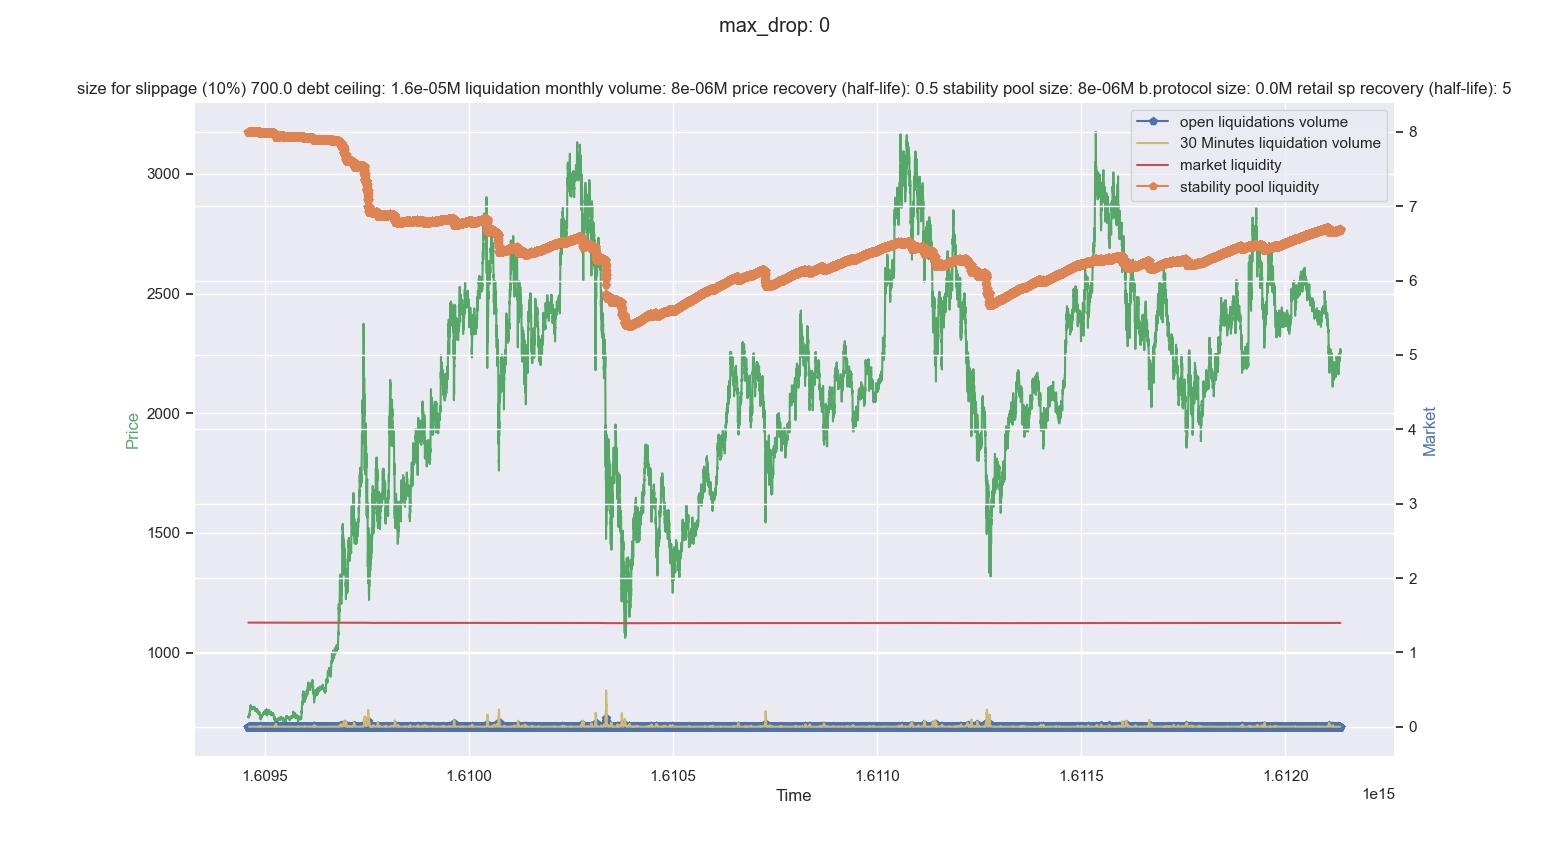 max_drop: 0
size for slippage (10%) 700.0 debt ceiling: 1.6e-05M liquidation monthly volume: 8e-06M price recovery (half-life): 0.5 stability pool size: 8e-06M b.protocol size: 0.0M retail sp recovery (half-life): 5
open liquidations volume
30 Minutes liquidation volume
market liquidity
stability pool liquidity
3000
2500
2000
1500
1000
Price
8
7
6
5
4
3
2
1
0
Market
1.6095 1.6100 1.6105 1.6110 1.6115 1.6120
Time
1e15